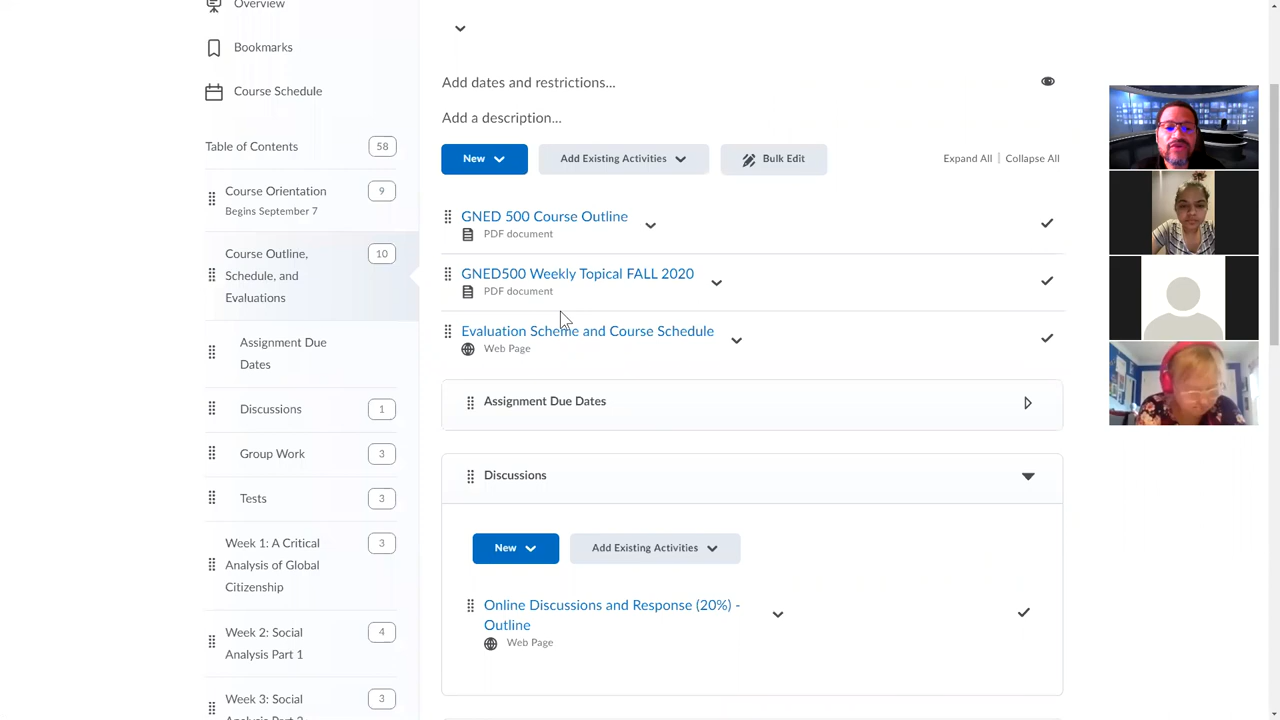 Overview
Bookmarks
Course Schedule
Table of Contents 58
Course Orientation 9
Begins September 7
Course Outline, 10
Schedule, and
Evaluations
Assignment Due
Dates
Discussions 1
Group Work 3
Tests 3
Week 1: A Critical 3
Analysis of Global
Citizenship
Week 2: Social 4
Analysis Part 1
Week 3: Social 3
Analysis Part 2
Add dates and restrictions...
Add a description...
New
Add Existing Activities
Bulk Edit
Expand All | Collapse All
GNED 500 Course Outline
PDF document
GNED500 Weekly Topical FALL 2020
PDF document
Evaluation Scheme and Course Schedule
Web Page
Assignment Due Dates
Discussions
New
Add Existing Activities
Online Discussions and Response (20%) -
Outline
Web Page